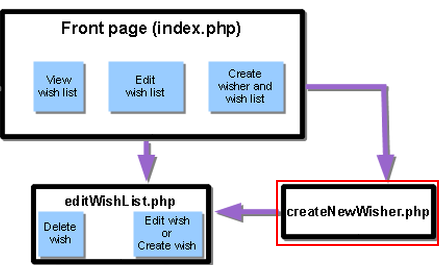 Front page (index.php)
View
wish list
Edit
wish list
Create
wisher and
wish list
editWishList.php
Delete
wish
Edit wish
or
Create wish
createNewWisher.php